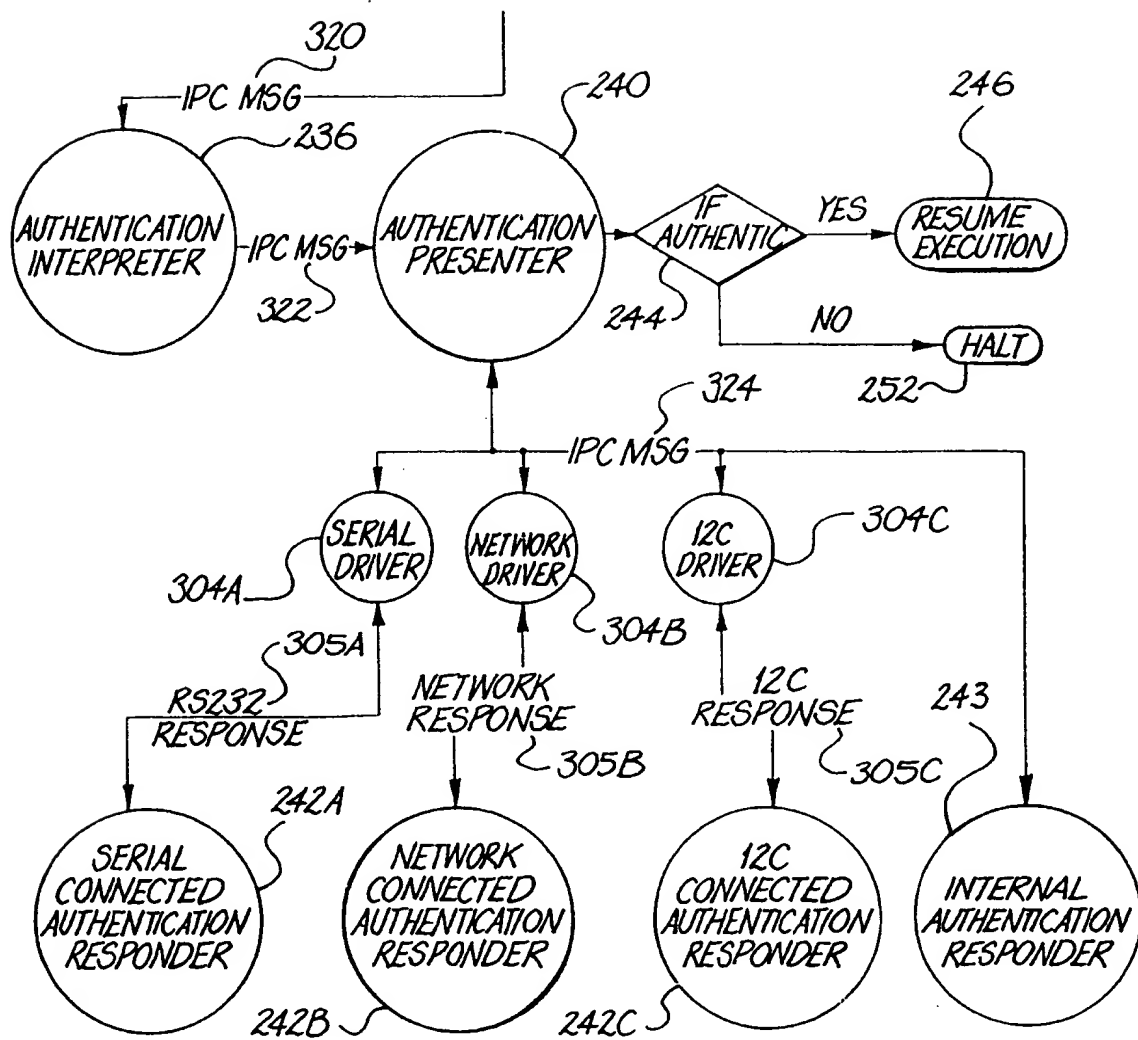 320
IPC MSG
236
240
246
AUTHENTICATION
INTERPRETER
IPC MSG
322
AUTHENTICATION
PRESENTER
IF
AUTHENTIC
244
YES
RESUME
EXECUTION
NO
HALT
252
324
IPC MSG
SERIAL
DRIVER
304A
NETWORK
DRIVER
304B
12C
DRIVER
304C
305A
RS232
RESPONSE
NETWORK
RESPONSE
305B
12C
RESPONSE
305C
243
242A
SERIAL
CONNECTED
AUTHENTICATION
RESPONDER
NETWORK
CONNECTED
AUTHENTICATION
RESPONDER
242B
12C
CONNECTED
AUTHENTICATION
RESPONDER
242C
INTERNAL
AUTHENTICATION
RESPONDER